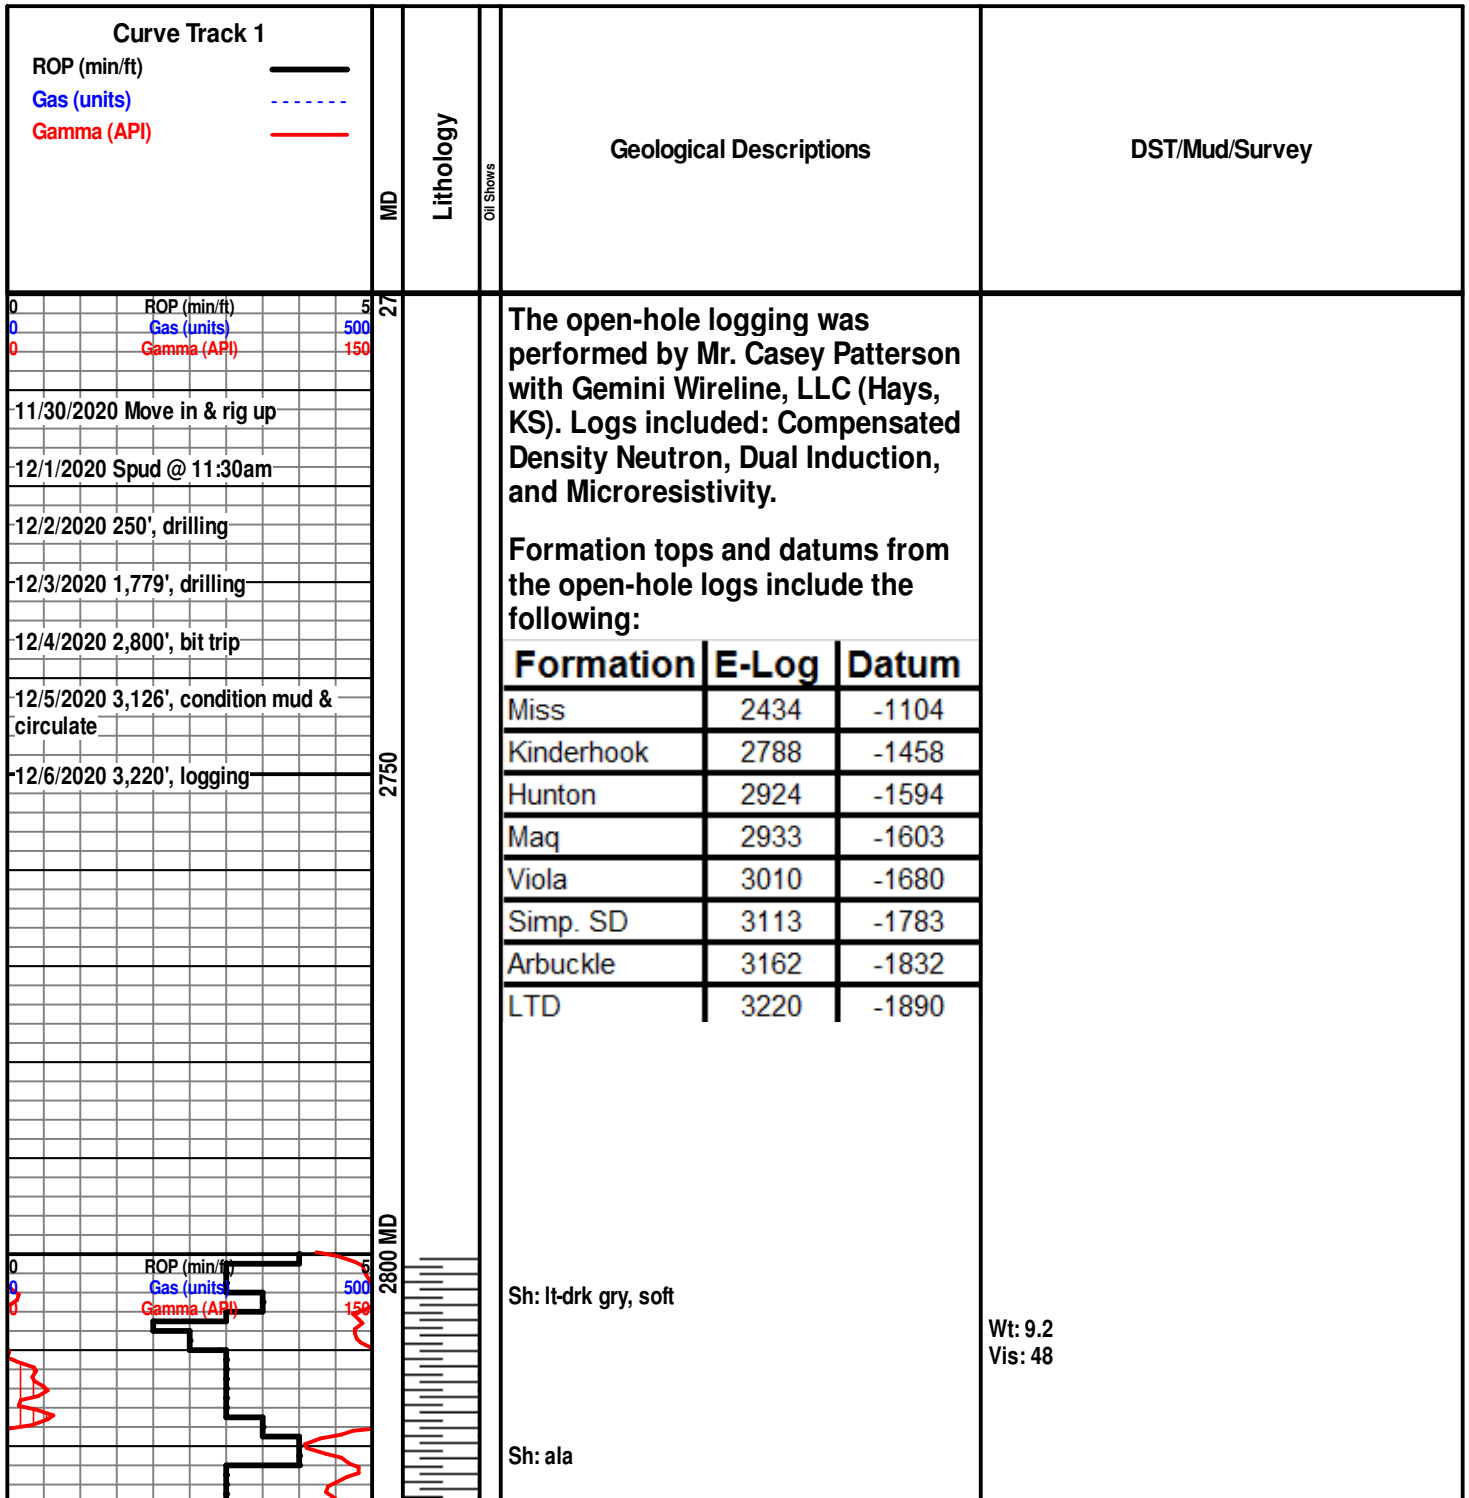 Curve Track 1
ROP (min/ft)
Gas (units)
Gamma (API)
MD
Lithology
Oil Shows
Geological Descriptions
DST/Mud/Survey
0 ROP (min/ft) 5
0 Gas (units) 500
0 Gamma (API) 150
27
11/30/2020 Move in & rig up
12/1/2020 Spud @ 11:30am
12/2/2020 250', drilling
12/3/2020 1,779', drilling
12/4/2020 2,800', bit trip
12/5/2020 3,126', condition mud &
circulate
12/6/2020 3,220', logging
2750
The open-hole logging was
performed by Mr. Casey Patterson
with Gemini Wireline, LLC (Hays,
KS). Logs included: Compensated
Density Neutron, Dual Induction,
and Microresistivity.
Formation tops and datums from
the open-hole logs include the
following:
Formation E-Log Datum
Miss 2434 -1104
Kinderhook 2788 -1458
Hunton 2924 -1594
Maq 2933 -1603
Viola 3010 -1680
Simp. SD 3113 -1783
Arbuckle 3162 -1832
LTD 3220 -1890
2800 MD
0 ROP (min/ft) 5
0 Gas (units) 500
0 Gamma (API) 150
Sh: lt-drk gry, soft
Wt: 9.2
Vis: 48
Sh: ala